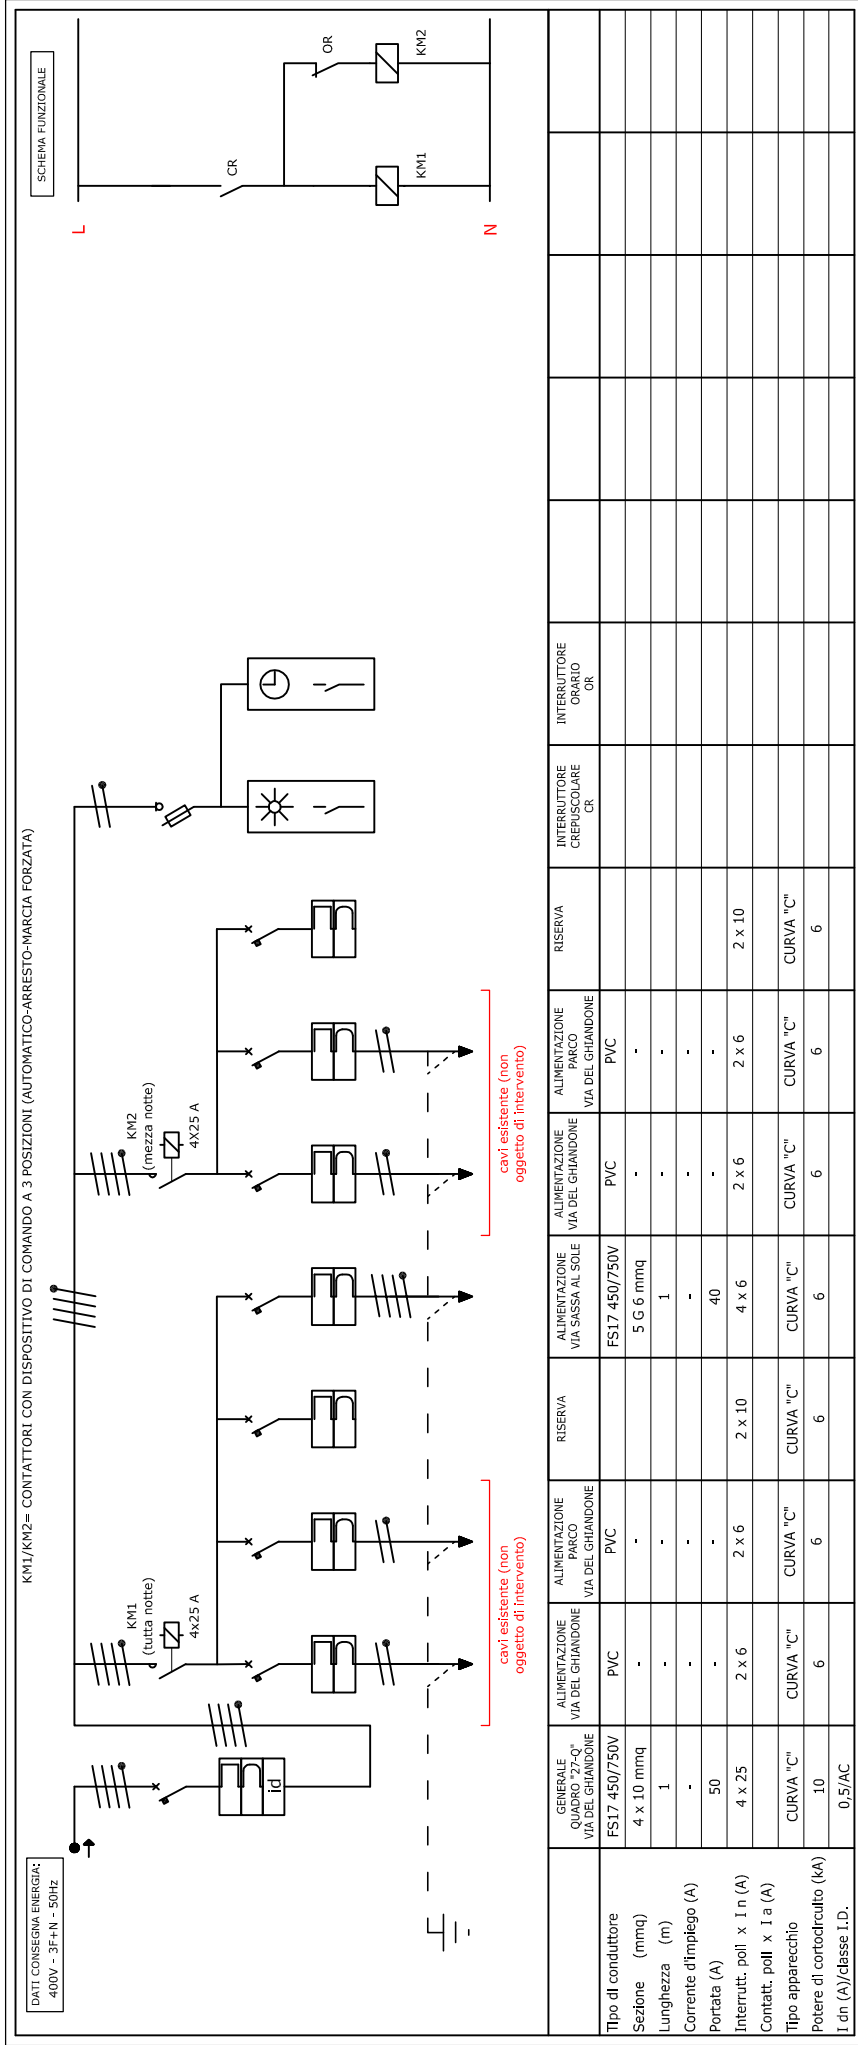 DATI CONSEGNA ENERGIA:
400V - 3F+N - 50Hz
KM1/KM2= CONTATTORI CON DISPOSITIVO DI COMANDO A 3 POSIZIONI (AUTOMATICO-ARRESTO-MARCIA FORZATA)
SCHEMA FUNZIONALE
id
KM1
(tutta notte)
4x25 A
KM2
(mezza notte)
4X25 A
cavi esistente (non
oggetto di intervento)
cavi esistente (non
oggetto di intervento)
L
N
CR
OR
KM1
KM2
GENERALE
QUADRO "27-Q"
VIA DEL GHIANDONE
ALIMENTAZIONE
VIA DEL GHIANDONE
ALIMENTAZIONE
PARCO
VIA DEL GHIANDONE
RISERVA
ALIMENTAZIONE
VIA SASSA AL SOLE
ALIMENTAZIONE
VIA DEL GHIANDONE
ALIMENTAZIONE
PARCO
VIA DEL GHIANDONE
RISERVA
INTERRUTTORE
CREPUSCOLARE
CR
INTERRUTTORE
ORARIO
OR
Tipo di conduttore FS17 450/750V PVC PVC FS17 450/750V PVC PVC
Sezione (mmq) 4 x 10 mmq - - 5 G 6 mmq - -
Lunghezza (m) 1 - - 1 - -
Corrente d'impiego (A) - - - - - -
Portata (A) 50 - - 40 - -
Interrutt. poli x I n (A) 4 x 25 2 x 6 2 x 6 2 x 10 4 x 6 2 x 6 2 x 6 2 x 10
Contatt. poli x I a (A)
Tipo apparecchio CURVA "C" CURVA "C" CURVA "C" CURVA "C" CURVA "C" CURVA "C" CURVA "C" CURVA "C"
Potere di cortocircuito (kA) 10 6 6 6 6 6 6 6
I dn (A)/classe I.D. 0,5/AC